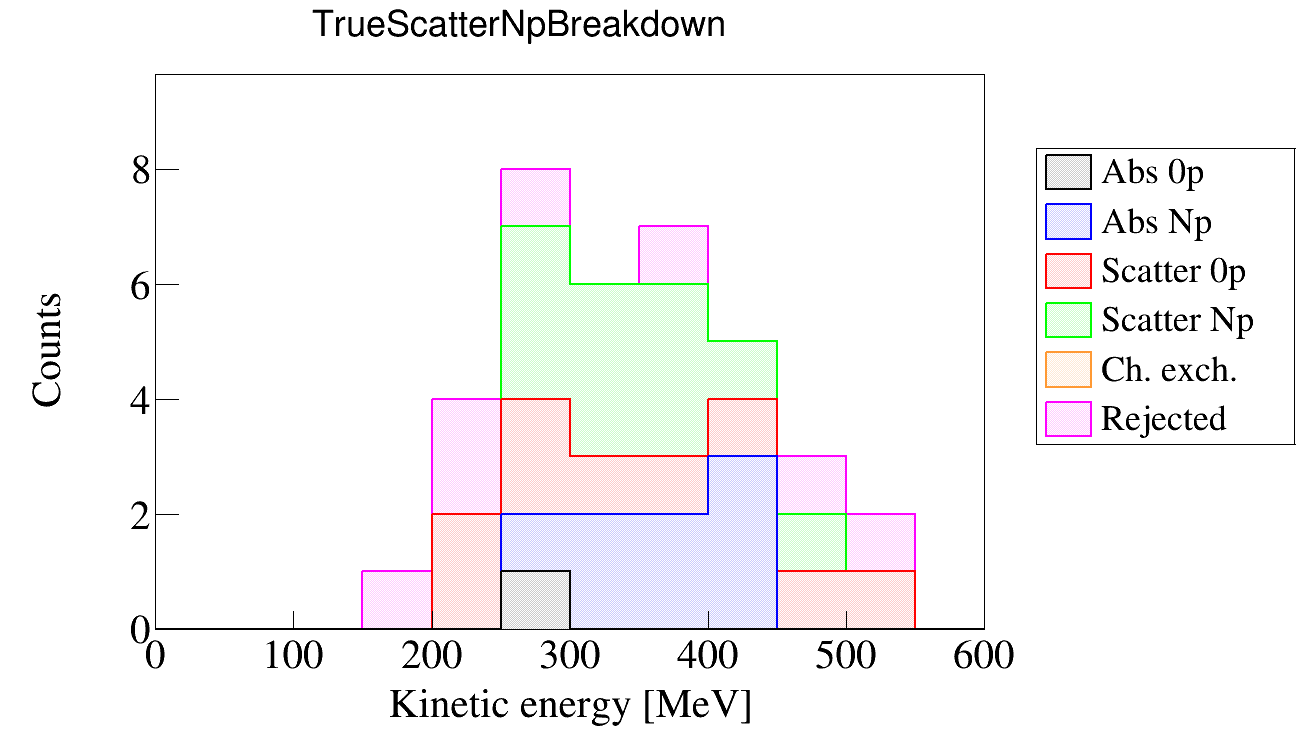 TrueScatterNpBreakdown
8
6
4
2
0
Counts
0 100 200 300 400 500 600
Kinetic energy [MeV]
Abs 0p
Abs Np
Scatter 0p
Scatter Np
Ch. exch.
Rejected